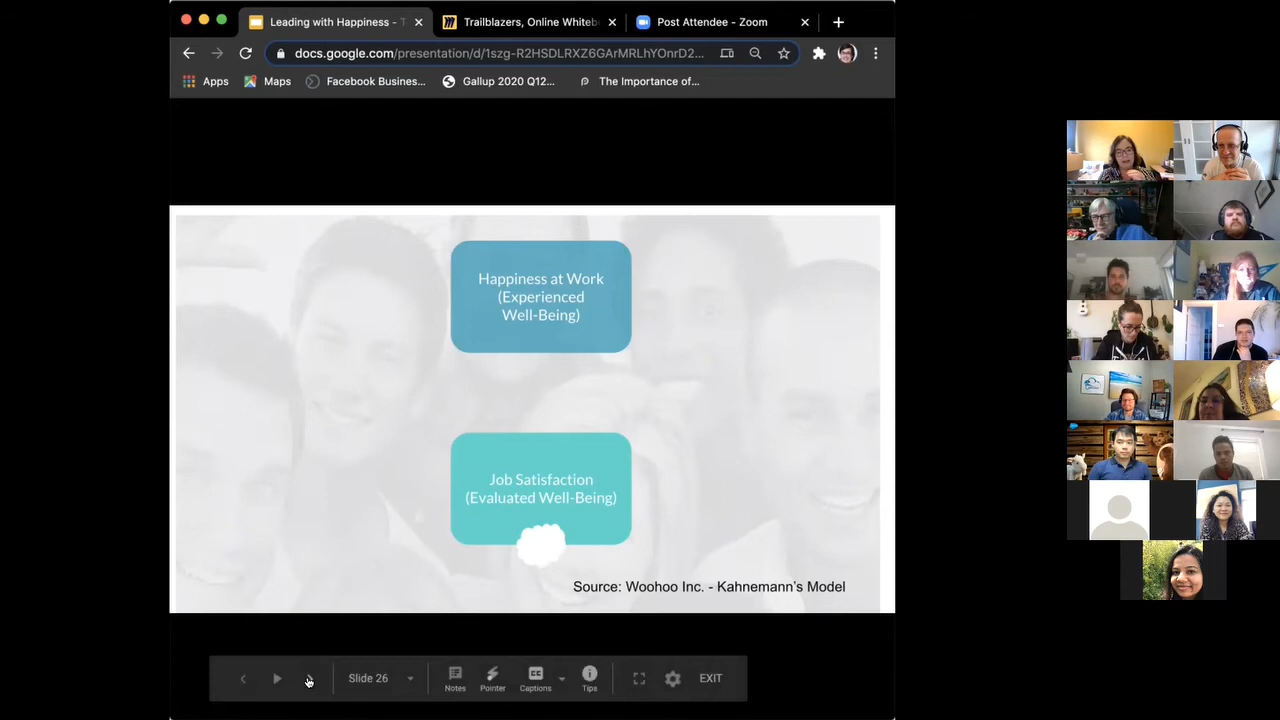 Leading with Happiness - T
Trailblazers, Online Whitebo
Post Attendee - Zoom
docs.google.com/presentation/d/1szg-R2HSDLRXZ6GArMRLhYOnrD2...
Apps
Maps
Facebook Busines...
Gallup 2020 Q12...
The Importance of...
Happiness at Work
(Experienced
Well-Being)
Job Satisfaction
(Evaluated Well-Being)
Source: Woohoo Inc. - Kahnemann's Model
Slide 26
Notes
Pointer
CC
Captions
Tips
EXIT